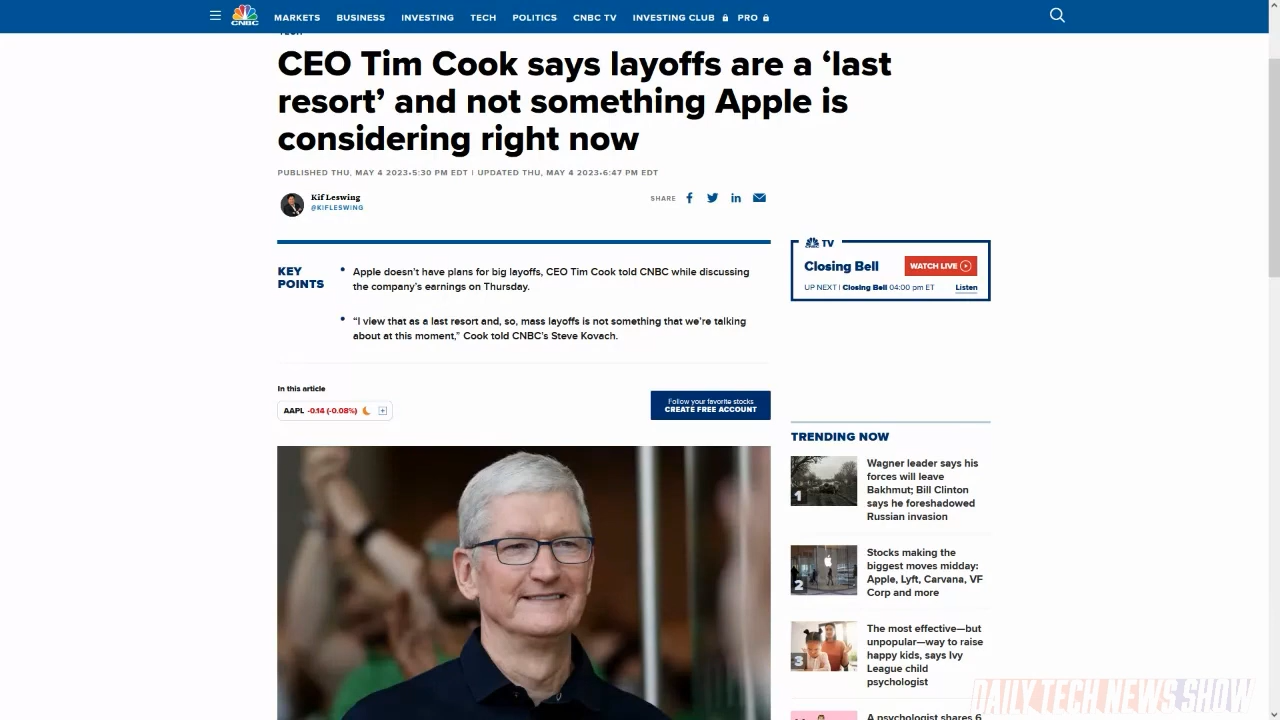 CNBC
MARKETS BUSINESS INVESTING TECH POLITICS CNBC TV INVESTING CLUB PRO
TECH
CEO Tim Cook says layoffs are a ‘last
resort’ and not something Apple is
considering right now
PUBLISHED THU, MAY 4 2023•5:30 PM EDT | UPDATED THU, MAY 4 2023•6:47 PM EDT
Kif Leswing
@KIFLESWING
SHARE
KEY
POINTS
Apple doesn’t have plans for big layoffs, CEO Tim Cook told CNBC while discussing
the company’s earnings on Thursday.
“I view that as a last resort and, so, mass layoffs is not something that we’re talking
about at this moment,” Cook told CNBC’s Steve Kovach.
In this article
AAPL -0.14 (-0.08%)
Follow your favorite stocks
CREATE FREE ACCOUNT
TV
Closing Bell
WATCH LIVE
UP NEXT | Closing Bell 04:00 pm ET
Listen
TRENDING NOW
1
Wagner leader says his
forces will leave
Bakhmut; Bill Clinton
says he foreshadowed
Russian invasion
2
Stocks making the
biggest moves midday:
Apple, Lyft, Carvana, VF
Corp and more
3
The most effective—but
unpopular—way to raise
happy kids, says Ivy
League child
psychologist
A psychologist shares 6
DAILY TECH NEWS SHOW